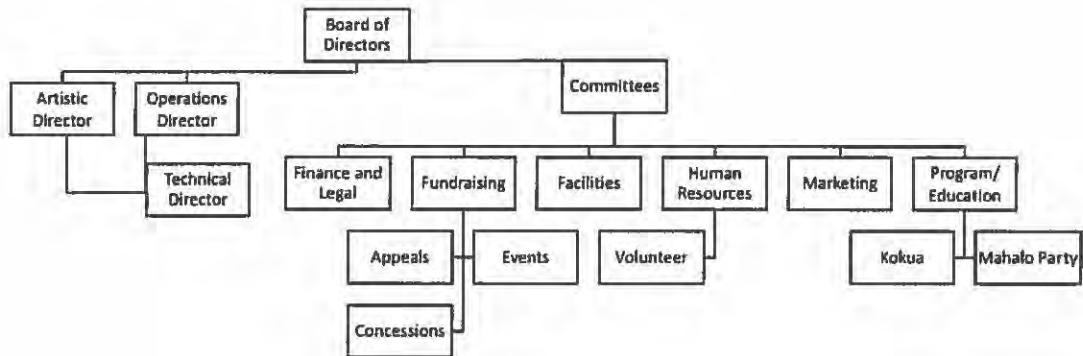 Board of
Directors
Artistic
Director
Operations
Director
Committees
Technical
Director
Finance and
Legal
Fundraising
Facilities
Human
Resources
Marketing
Program/
Education
Appeals
Events
Volunteer
Kokua
Mahalo Party
Concessions